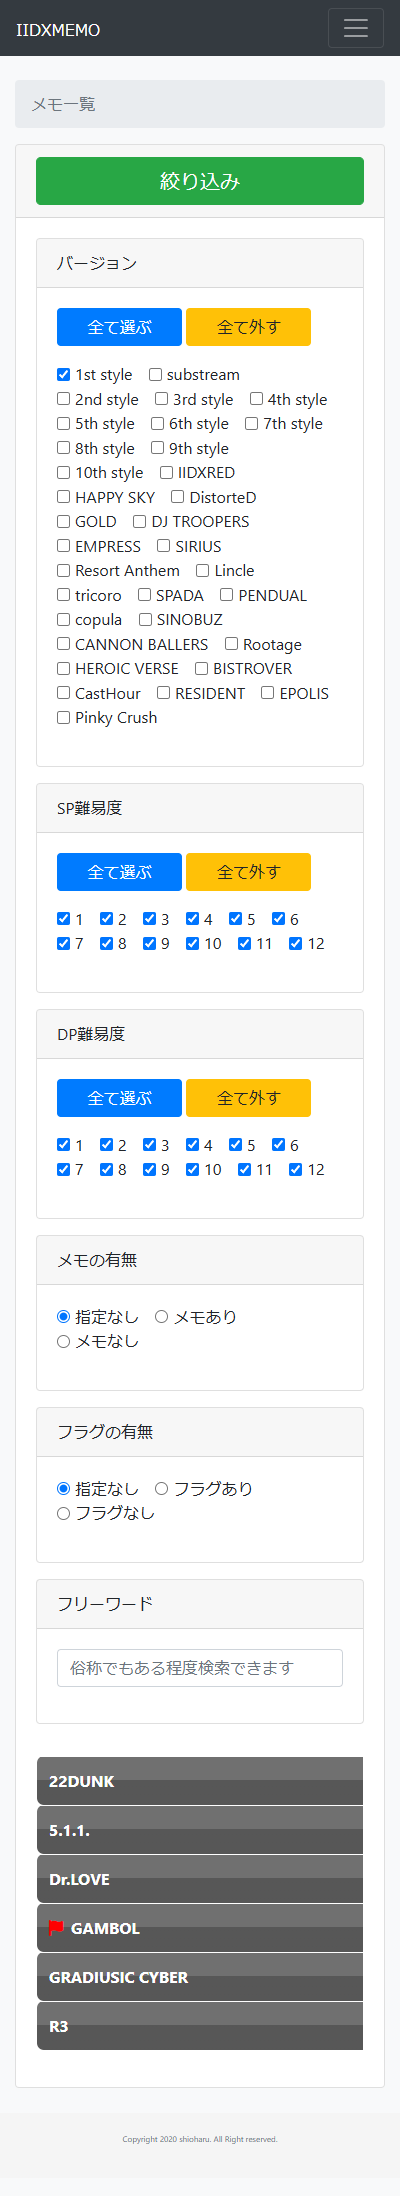 IIDXMEMO
メモ一覧
絞り込み
バージョン
全て選ぶ 全て外す
1st style substream
2nd style 3rd style 4th style
5th style 6th style 7th style
8th style 9th style
10th style IIDXRED
HAPPY SKY DistorteD
GOLD DJ TROOPERS
EMPRESS SIRIUS
Resort Anthem Lincle
tricoro SPADA PENDUAL
copula SINOBUZ
CANNON BALLERS Rootage
HEROIC VERSE BISTROVER
CastHour RESIDENT EPOLIS
Pinky Crush
SP難易度
全て選ぶ 全て外す
1 2 3 4 5 6
7 8 9 10 11 12
DP難易度
全て選ぶ 全て外す
1 2 3 4 5 6
7 8 9 10 11 12
メモの有無
指定なし メモあり
メモなし
フラグの有無
指定なし フラグあり
フラグなし
フリーワード
俗称でもある程度検索できます
22DUNK
5.1.1.
Dr.LOVE
GAMBOL
GRADIUSIC CYBER
R3
Copyright 2020 shioharu. All Right reserved.